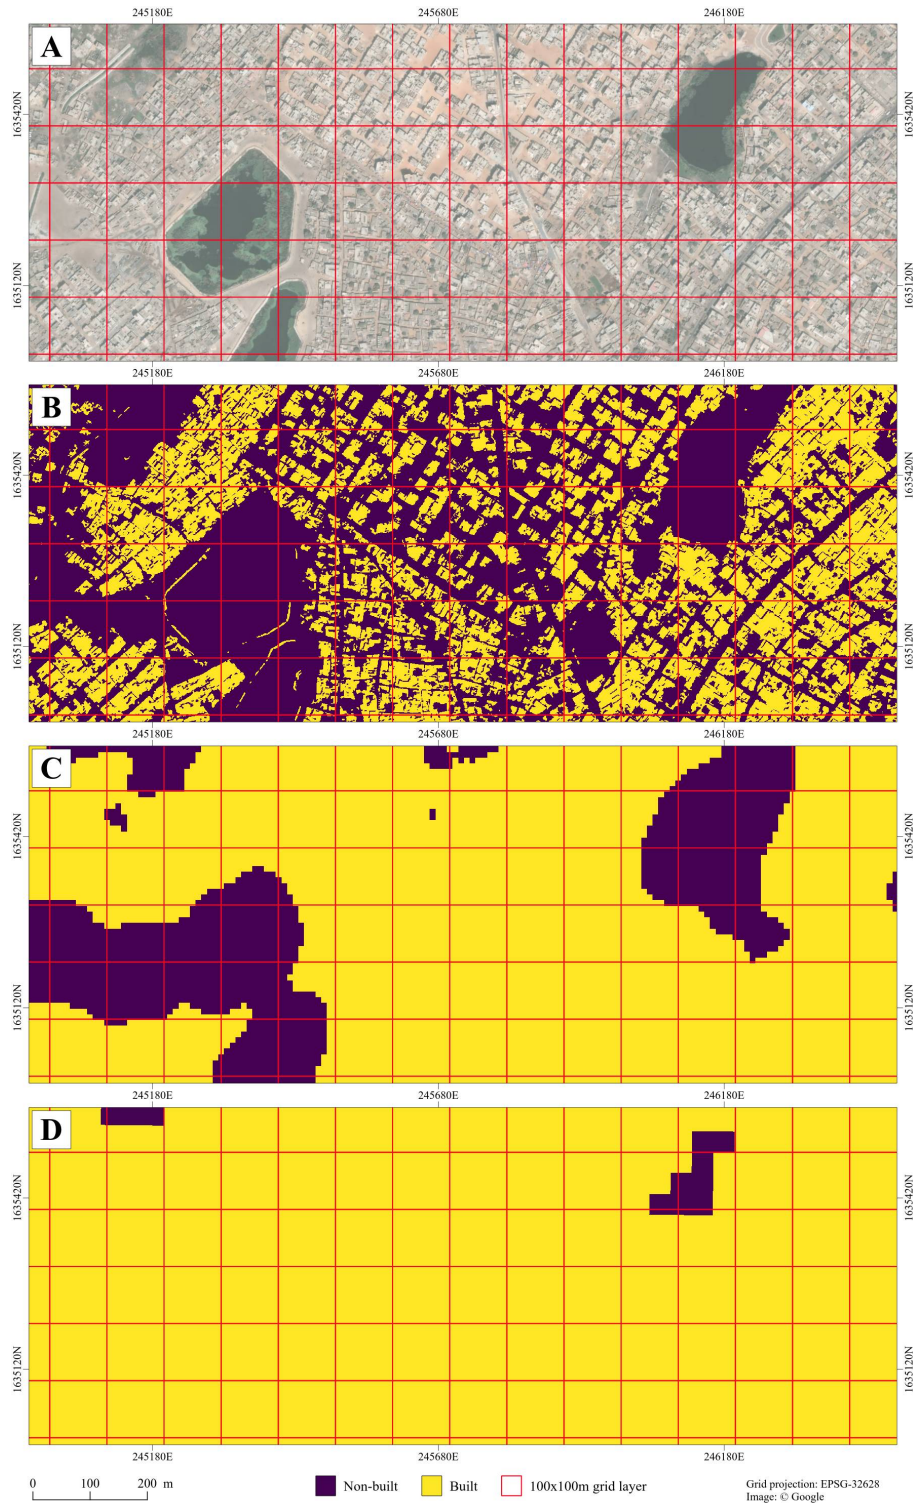 245180E 245680E 246180E
A
1635420N 1635420N
1635120N 1635120N
245180E 245680E 246180E
B
1635420N 1635420N
1635120N 1635120N
245180E 245680E 246180E
C
1635420N 1635420N
1635120N 1635120N
245180E 245680E 246180E
D
1635420N 1635420N
1635120N 1635120N
245180E 245680E 246180E
0 100 200 m
Non-built Built 100x100m grid layer
Grid projection: EPSG-32628
Image: © Google